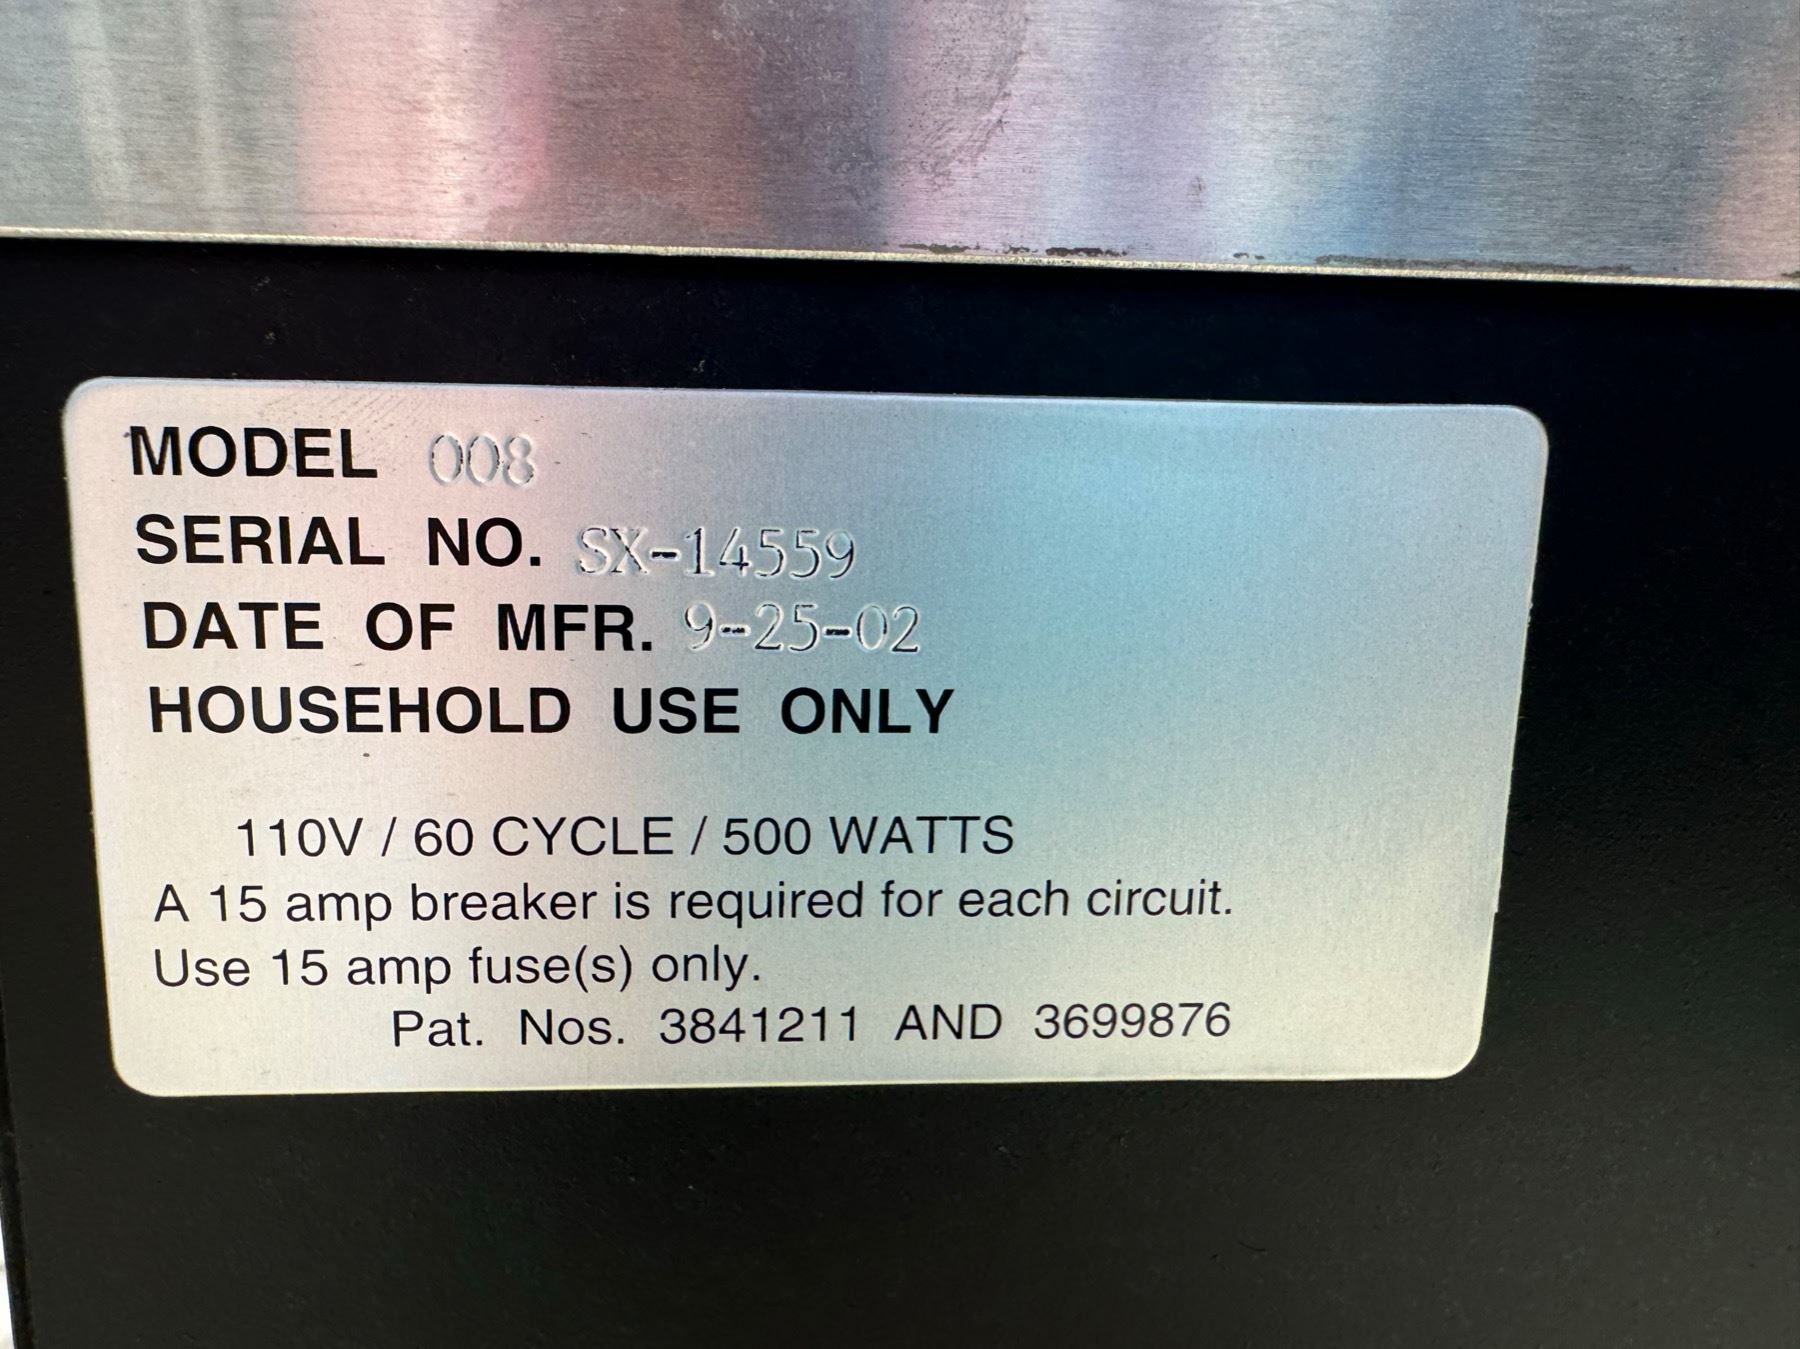 MODEL 008
SERIAL NO. SX-14559
DATE OF MFR. 9-25-02
HOUSEHOLD USE ONLY
110V / 60 CYCLE / 500 WATTS
A 15 amp breaker is required for each circuit.
Use 15 amp fuse(s) only.
Pat. Nos. 3841211 AND 3699876